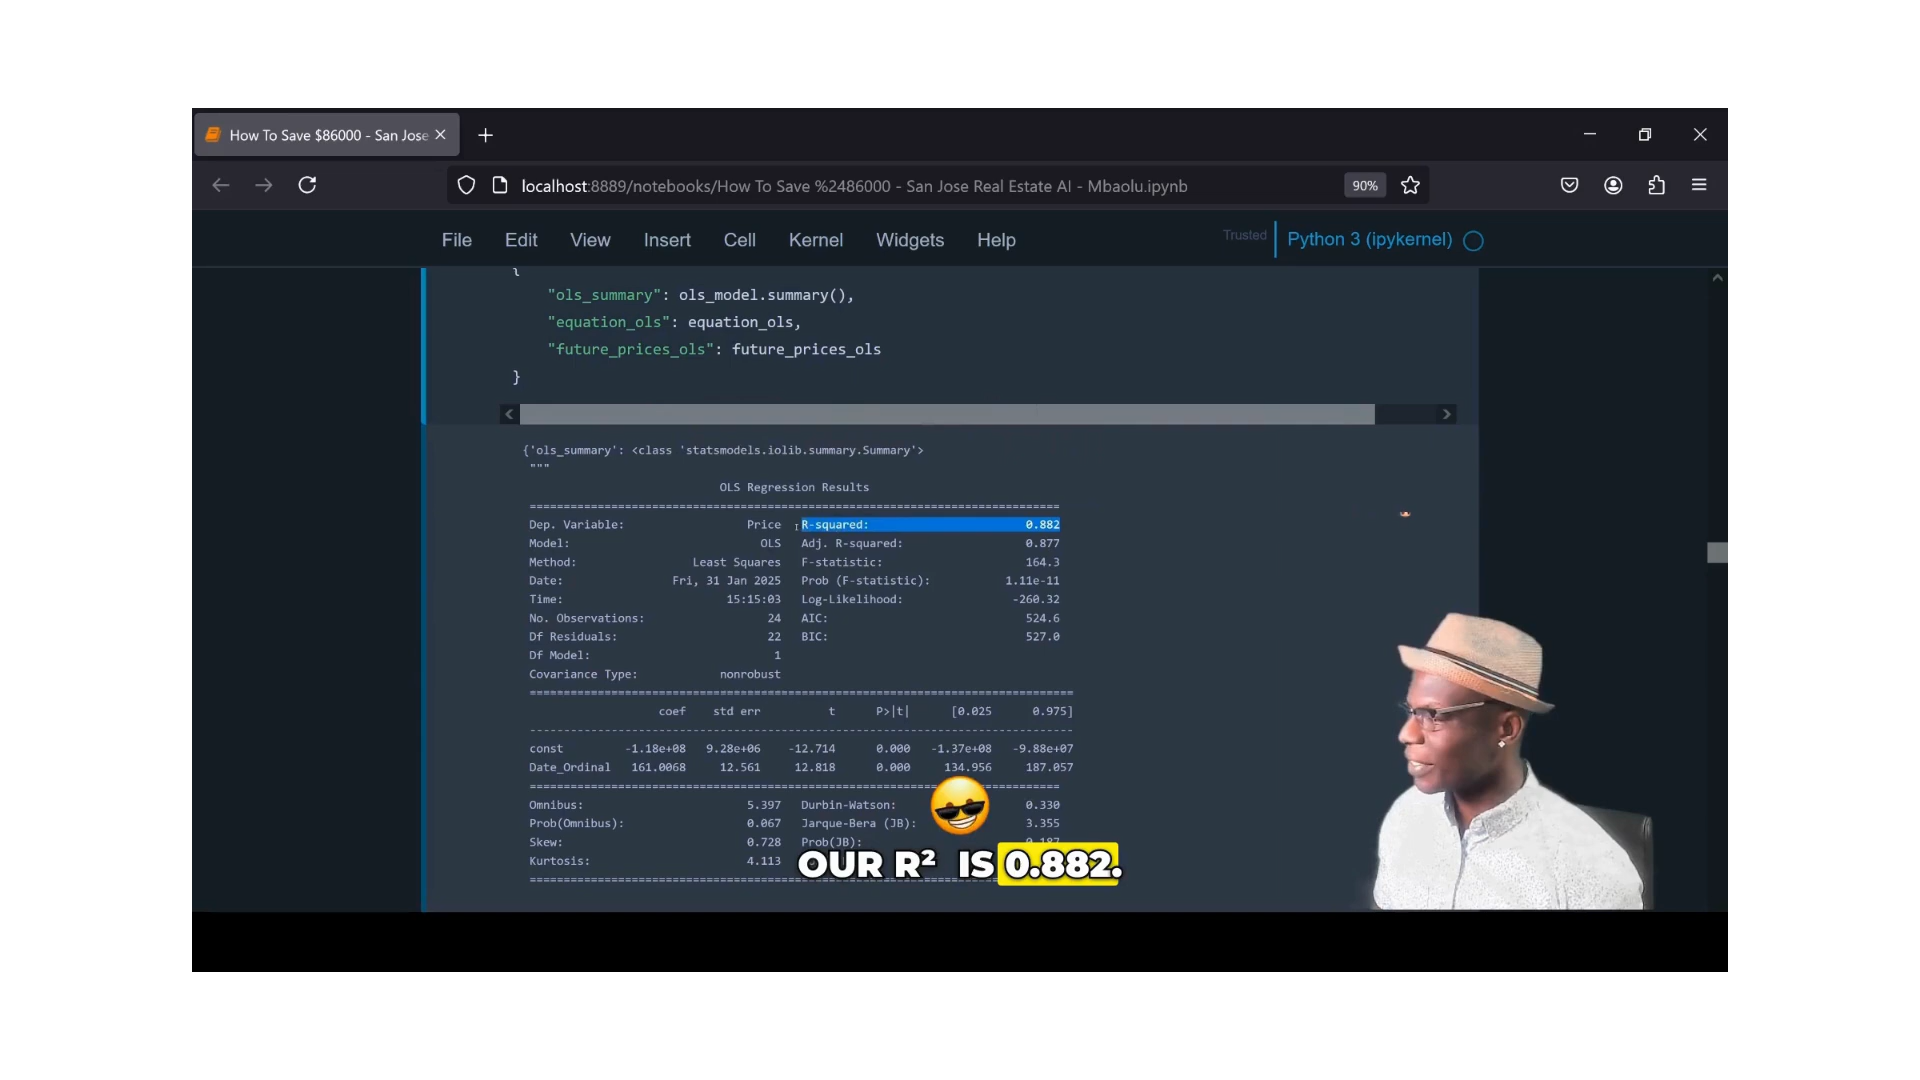 How To Save $86000 - San Jose
localhost:8889/notebooks/How To Save %2486000 - San Jose Real Estate AI - Mbaolu.ipynb
90%
File Edit View Insert Cell Kernel Widgets Help
Trusted
Python 3 (ipykernel)
{
"ols_summary": ols_model.summary(),
"equation_ols": equation_ols,
"future_prices_ols": future_prices_ols
}
{'ols_summary': <class 'statsmodels.iolib.summary.Summary'>
"""
OLS Regression Results
==============================================================================
Dep. Variable: Price R-squared: 0.882
Model: OLS Adj. R-squared: 0.877
Method: Least Squares F-statistic: 164.3
Date: Fri, 31 Jan 2025 Prob (F-statistic): 1.11e-11
Time: 15:15:03 Log-Likelihood: -260.32
No. Observations: 24 AIC: 524.6
Df Residuals: 22 BIC: 527.0
Df Model: 1
Covariance Type: nonrobust
================================================================================
coef std err t P>|t| [0.025 0.975]
--------------------------------------------------------------------------------
const -1.18e+08 9.28e+06 -12.714 0.000 -1.37e+08 -9.88e+07
Date_Ordinal 161.0068 12.561 12.818 0.000 134.956 187.057
==============================================================================
Omnibus: 5.397 Durbin-Watson: 0.330
Prob(Omnibus): 0.067 Jarque-Bera (JB): 3.355
Skew: 0.728 Prob(JB):
Kurtosis: 4.113
OUR R² IS 0.882.